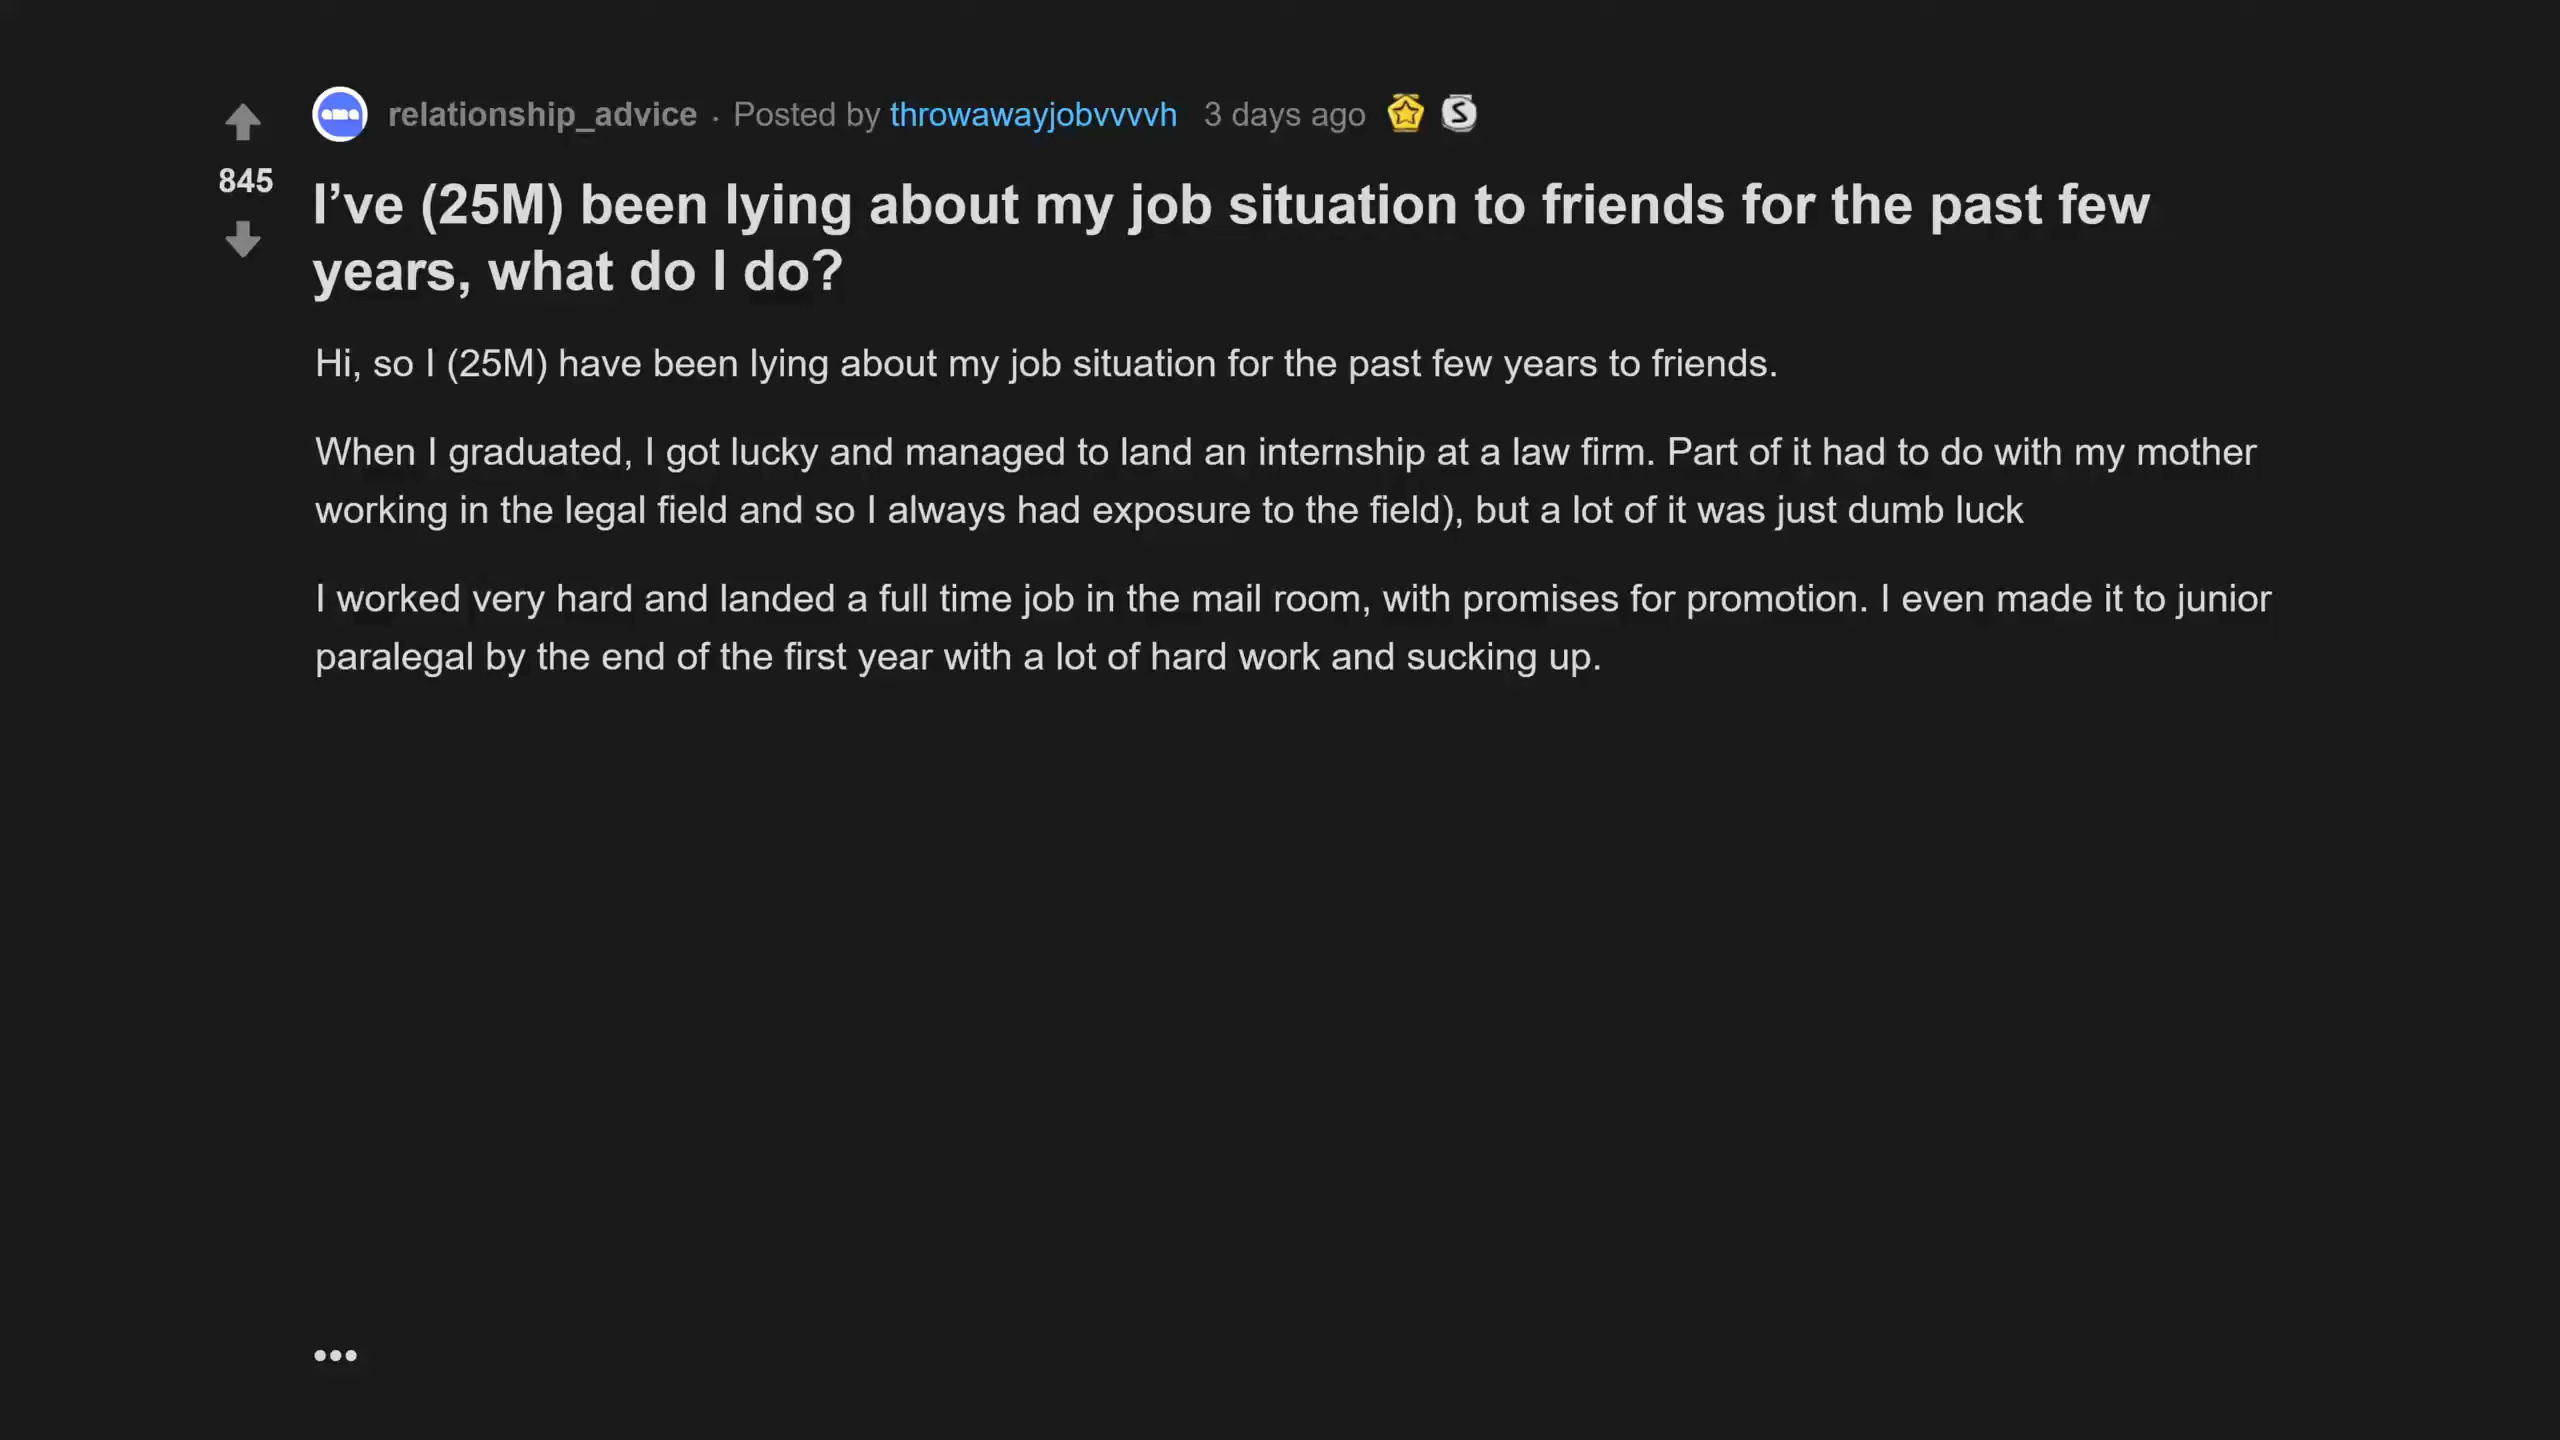 ama relationship_advice · Posted by throwawayjobvvvvh 3 days ago S
845
I’ve (25M) been lying about my job situation to friends for the past few
years, what do I do?
Hi, so I (25M) have been lying about my job situation for the past few years to friends.
When I graduated, I got lucky and managed to land an internship at a law firm. Part of it had to do with my mother
working in the legal field and so I always had exposure to the field), but a lot of it was just dumb luck
I worked very hard and landed a full time job in the mail room, with promises for promotion. I even made it to junior
paralegal by the end of the first year with a lot of hard work and sucking up.
•••